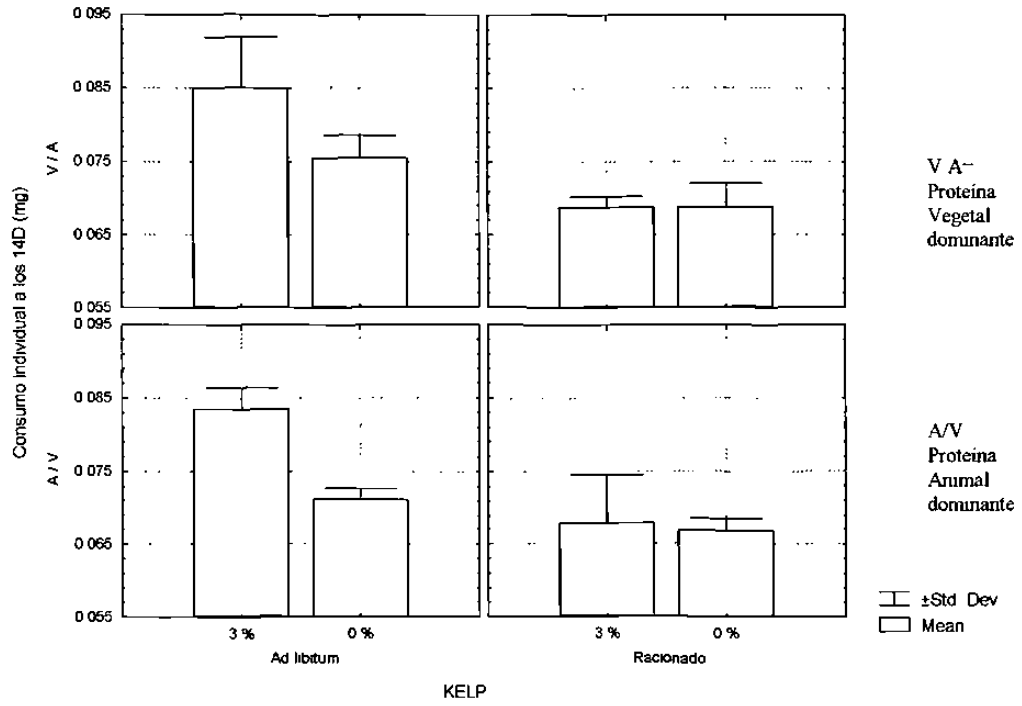 Consumo individual a los 14D (mg)
V / A
0 095
0 085
0 075
0 065
0 055
A / V
0 095
0 085
0 075
0 065
0 055
3 % 0 % 3 % 0 %
Ad libitum Racionado
KELP
V A
Proteína
Vegetal
dominante
A/V
Proteína
Animal
dominante
±Std Dev
Mean